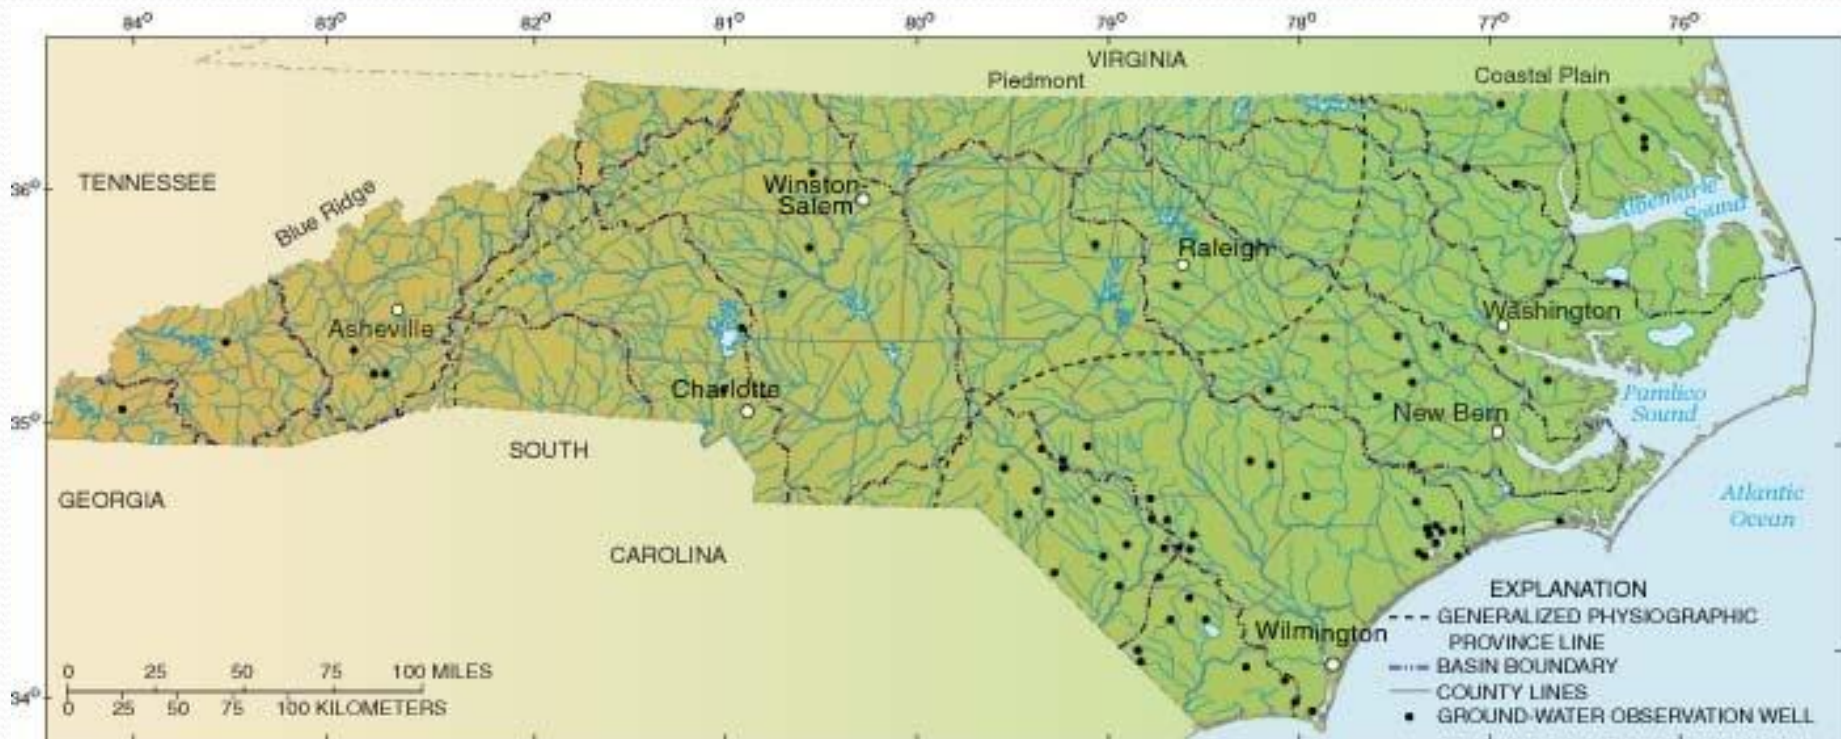 84° 83° 82° 81° 80° 79° 78° 77° 76°
VIRGINIA
Piedmont
Coastal Plain
TENNESSEE
Blue Ridge
36°
Winston-
Salem
Albemarle
Sound
Raleigh
Asheville
Washington
Charlotte
Pamlico
Sound
New Bern
35°
SOUTH
GEORGIA
CAROLINA
Atlantic
Ocean
Wilmington
EXPLANATION
GENERALIZED PHYSIOGRAPHIC
PROVINCE LINE
BASIN BOUNDARY
COUNTY LINES
GROUND-WATER OBSERVATION WELL
0 25 50 75 100 MILES
34°
0 25 50 75 100 KILOMETERS